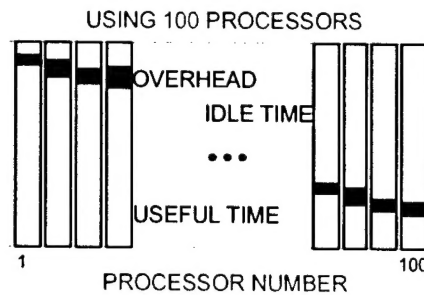 USING 100 PROCESSORS
OVERHEAD
IDLE TIME
•••
USEFUL TIME
1 100
PROCESSOR NUMBER